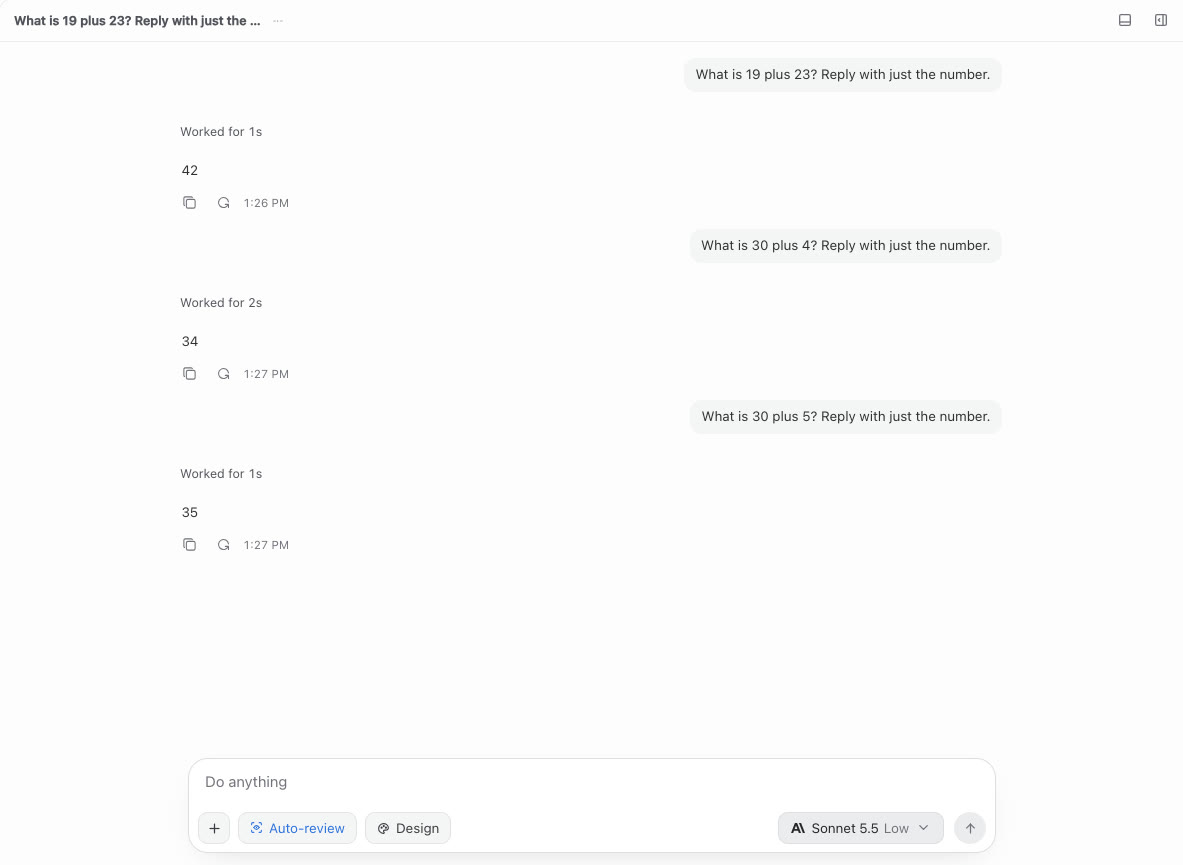 What is 19 plus 23? Reply with just the ...
What is 19 plus 23? Reply with just the number.
Worked for 1s
42
1:26 PM
What is 30 plus 4? Reply with just the number.
Worked for 2s
34
1:27 PM
What is 30 plus 5? Reply with just the number.
Worked for 1s
35
1:27 PM
Do anything
Auto-review Design Sonnet 5.5 Low